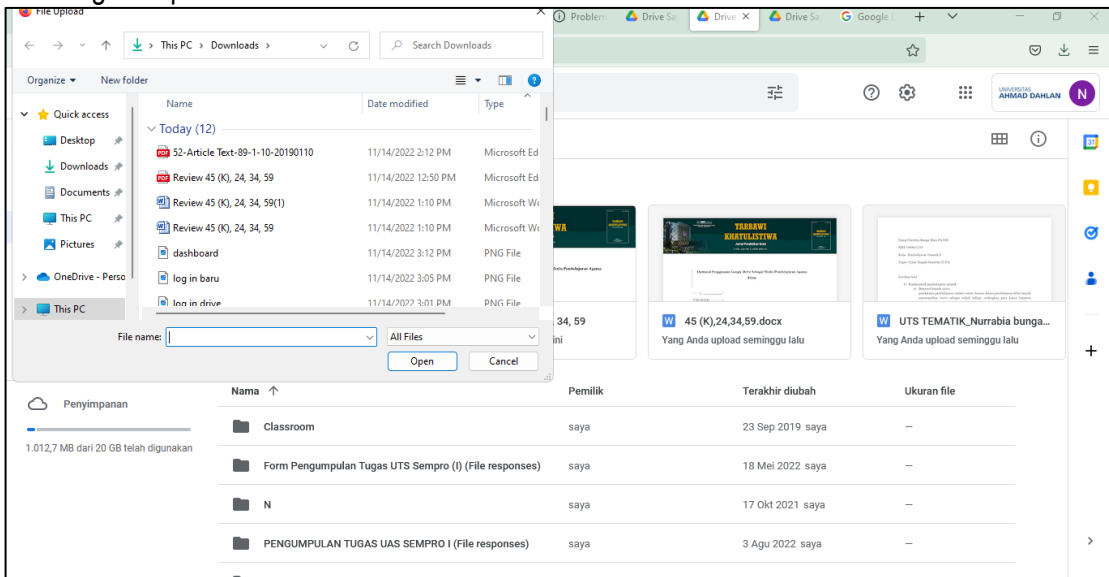 File Upload
Problem
Drive Sa
Drive
Drive Sa
Google
This PC > Downloads >
Search Downloads
Organize
New folder
Quick access
Desktop
Downloads
Documents
This PC
Pictures
OneDrive - Perso
This PC
Name Date modified Type
Today (12)
52-Article Text-89-1-10-20190110 11/14/2022 2:12 PM Microsoft Ed
Review 45 (K), 24, 34, 59 11/14/2022 12:50 PM Microsoft Ed
Review 45 (K), 24, 34, 59(1) 11/14/2022 1:10 PM Microsoft Wo
Review 45 (K), 24, 34, 59 11/14/2022 1:10 PM Microsoft Wo
dashboard 11/14/2022 3:12 PM PNG File
log in baru 11/14/2022 3:05 PM PNG File
log in drive 11/14/2022 3:01 PM PNG File
File name:
All Files
Open
Cancel
UNIVERSITAS
AHMAD DAHLAN
N
31
WA
TARBAWI
KHATULISTIWA
34, 59
ini
45 (K),24,34,59.docx
Yang Anda upload seminggu lalu
UTS TEMATIK_Nurrabia bunga...
Yang Anda upload seminggu lalu
Penyimpanan
1.012,7 MB dari 20 GB telah digunakan
Nama Pemilik Terakhir diubah Ukuran file
Classroom saya 23 Sep 2019 saya –
Form Pengumpulan Tugas UTS Sempro (I) (File responses) saya 18 Mei 2022 saya –
N saya 17 Okt 2021 saya –
PENGUMPULAN TUGAS UAS SEMPRO I (File responses) saya 3 Agu 2022 saya –